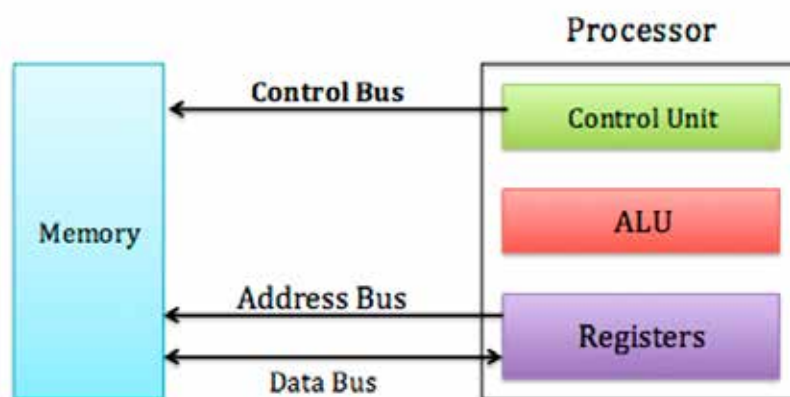 Processor
Control Bus
Control Unit
ALU
Memory
Address Bus
Registers
Data Bus